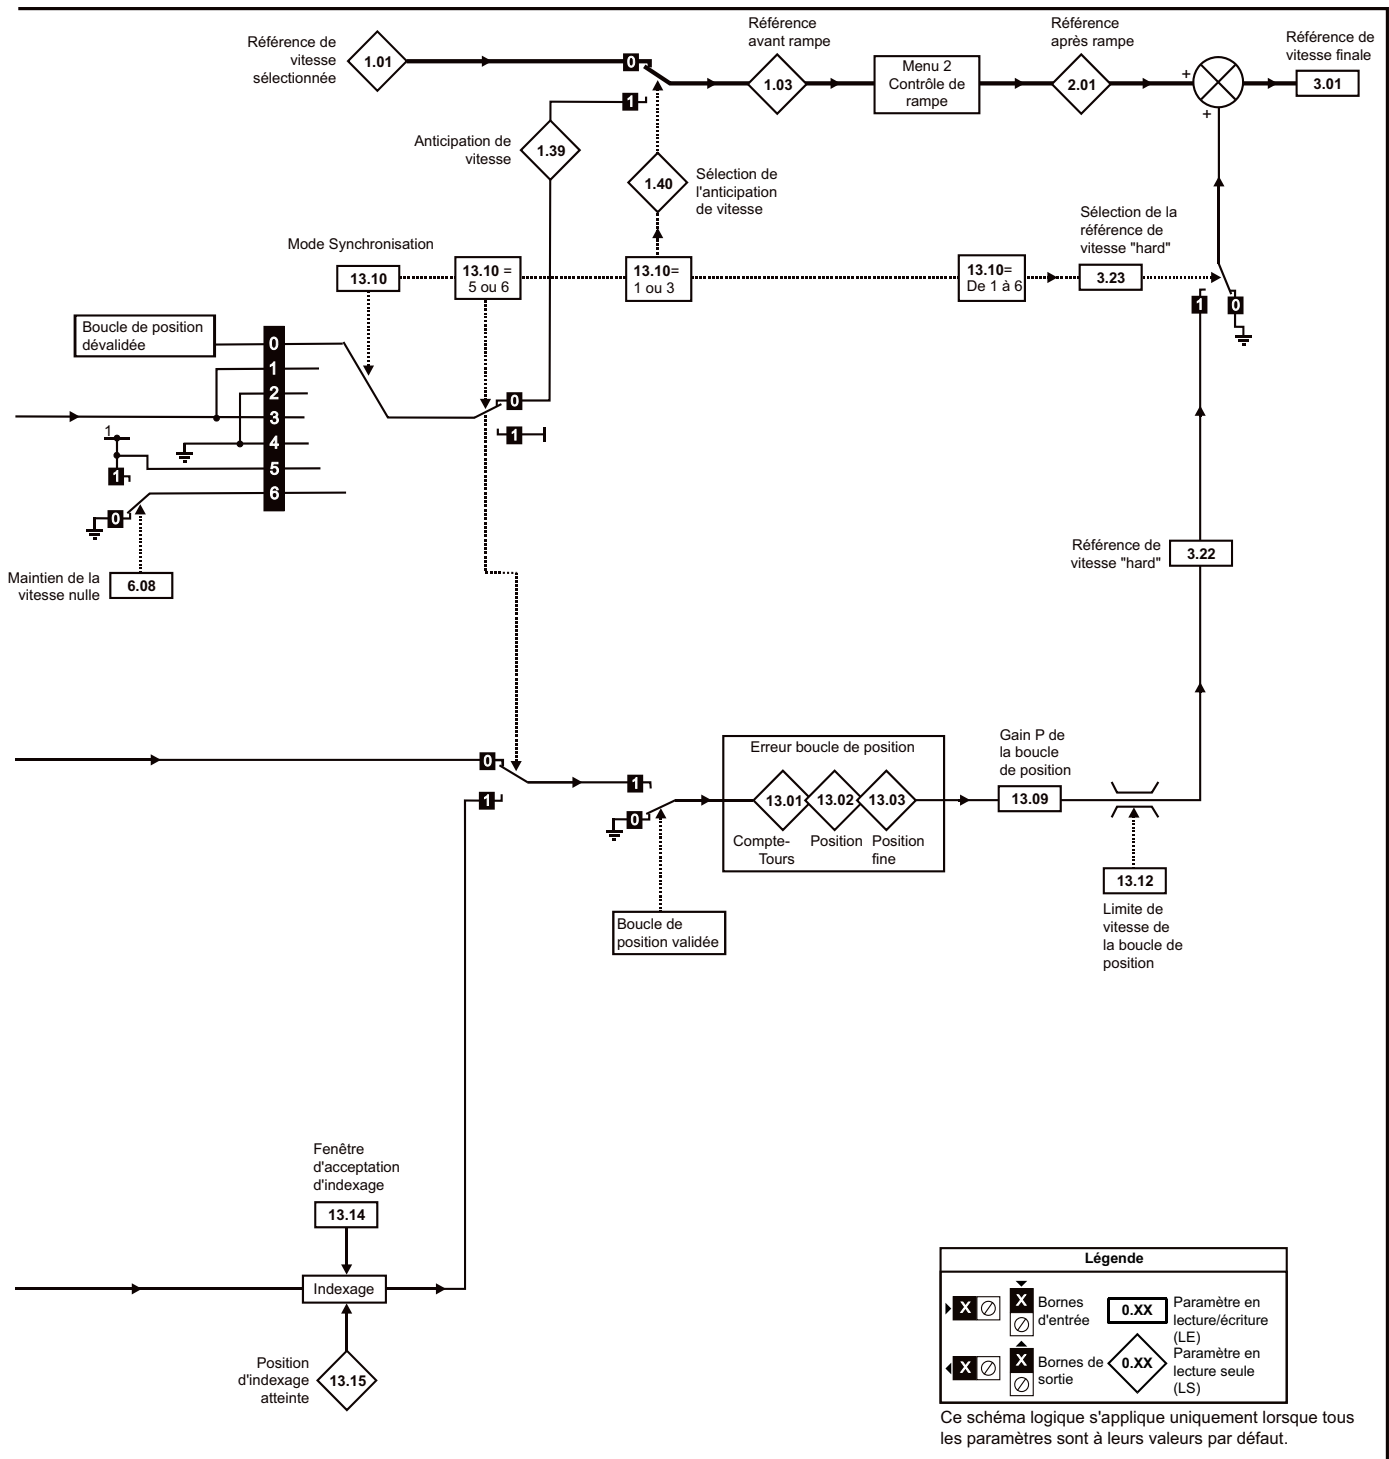 Référence de
vitesse
sélectionnée
1.01
0
1
Référence
avant rampe
1.03
Menu 2
Contrôle de
rampe
Référence
après rampe
2.01
+
+
Référence de
vitesse finale
3.01
Anticipation de
vitesse
1.39
1.40
Sélection de
l'anticipation
de vitesse
Mode Synchronisation
13.10
13.10 =
5 ou 6
13.10=
1 ou 3
13.10=
De 1 à 6
Sélection de la
référence de
vitesse "hard"
3.23
1
0
Boucle de position
dévalidée
0
1
2
3
4
5
6
1
1
0
0
1
Maintien de la
vitesse nulle
6.08
Référence de
vitesse "hard"
3.22
0
1
1
0
Erreur boucle de position
13.01
13.02
13.03
Compte-
Tours
Position
Position
fine
Gain P de
la boucle
de position
13.09
13.12
Limite de
vitesse de
la boucle de
position
Boucle de
position validée
Fenêtre
d'acceptation
d'indexage
13.14
Indexage
Position
d'indexage
atteinte
13.15
Légende
X
X
Bornes
d'entrée
0.XX
Paramètre en
lecture/écriture
(LE)
X
X
Bornes de
sortie
0.XX
Paramètre en
lecture seule
(LS)
Ce schéma logique s'applique uniquement lorsque tous
les paramètres sont à leurs valeurs par défaut.